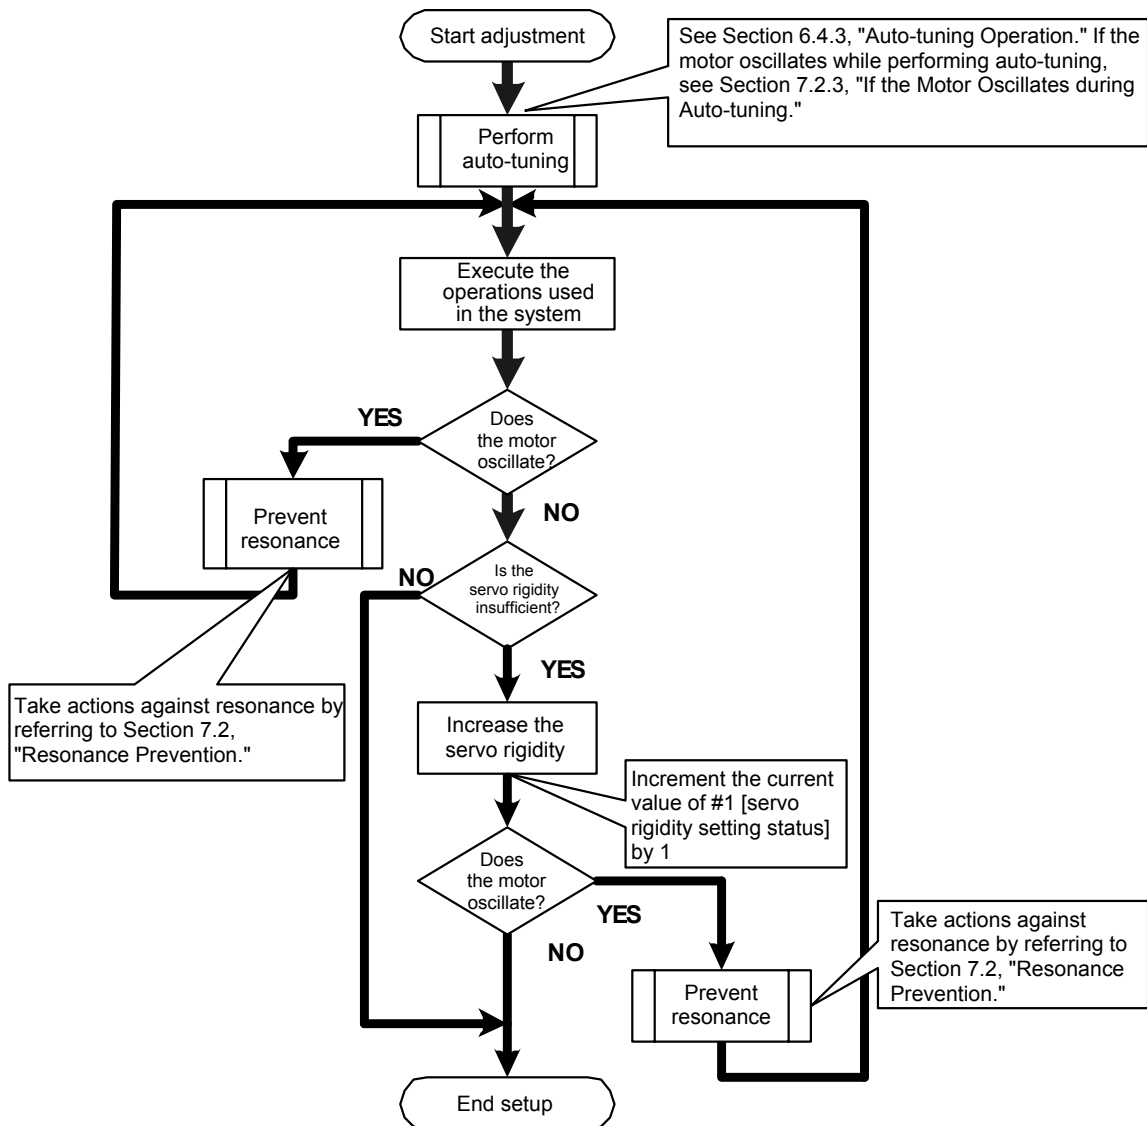 Start adjustment
See Section 6.4.3, "Auto-tuning Operation." If the
motor oscillates while performing auto-tuning,
see Section 7.2.3, "If the Motor Oscillates during
Auto-tuning."
Perform
auto-tuning
Execute the
operations used
in the system
YES
Does
the motor
oscillate?
NO
Prevent
resonance
NO
Is the
servo rigidity
insufficient?
YES
Take actions against resonance by
referring to Section 7.2,
"Resonance Prevention."
Increase the
servo rigidity
Increment the current
value of #1 [servo
rigidity setting status]
by 1
Does
the motor
oscillate?
YES
NO
Take actions against
resonance by referring to
Section 7.2, "Resonance
Prevention."
Prevent
resonance
End setup